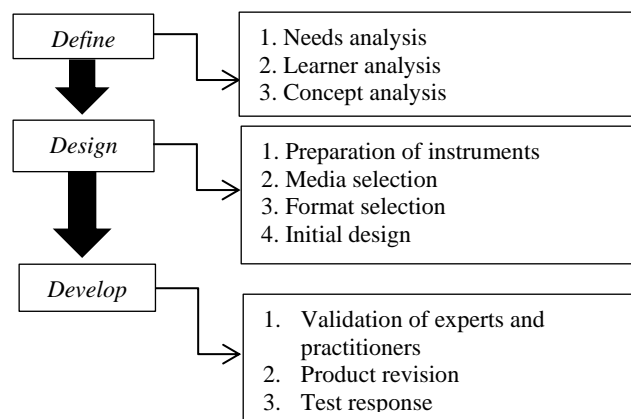 Define
1. Needs analysis
2. Learner analysis
3. Concept analysis
Design
1. Preparation of instruments
2. Media selection
3. Format selection
4. Initial design
Develop
1. Validation of experts and
practitioners
2. Product revision
3. Test response